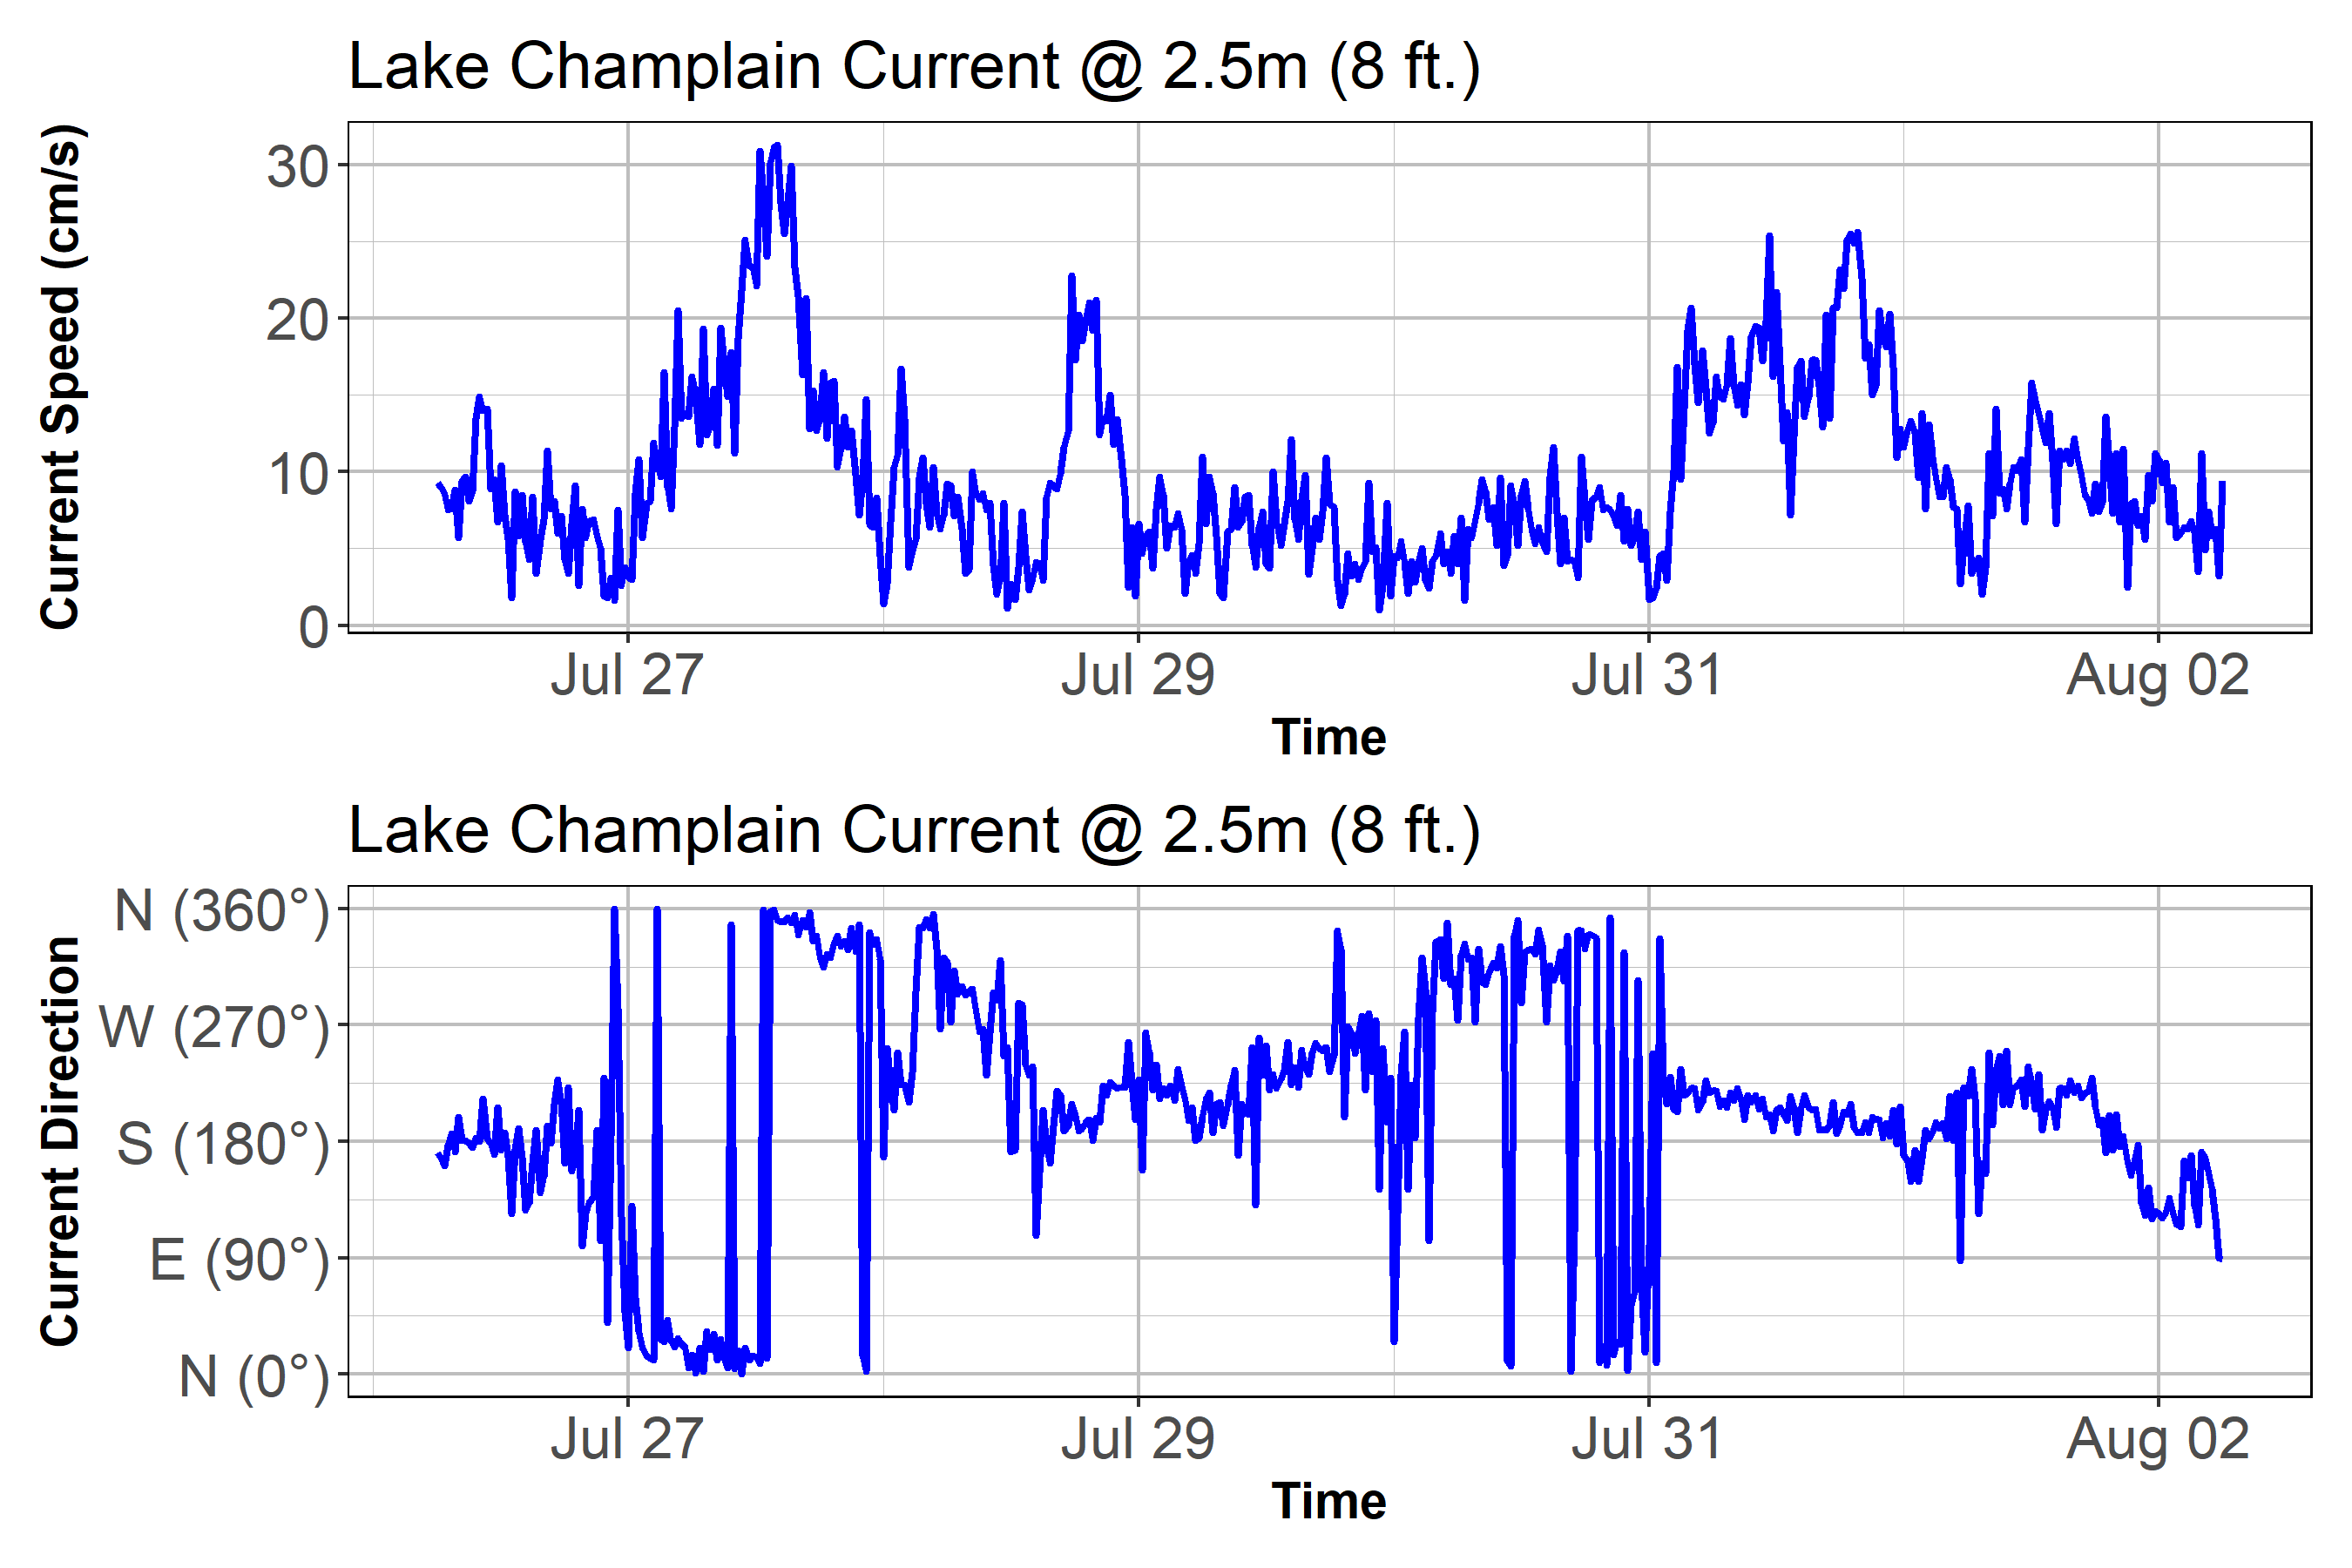 Lake Champlain Current @ 2.5m (8 ft.)
Current Speed (cm/s)
30
20
10
0
Jul 27 Jul 29 Jul 31 Aug 02
Time
Lake Champlain Current @ 2.5m (8 ft.)
Current Direction
N (360°)
W (270°)
S (180°)
E (90°)
N (0°)
Jul 27 Jul 29 Jul 31 Aug 02
Time